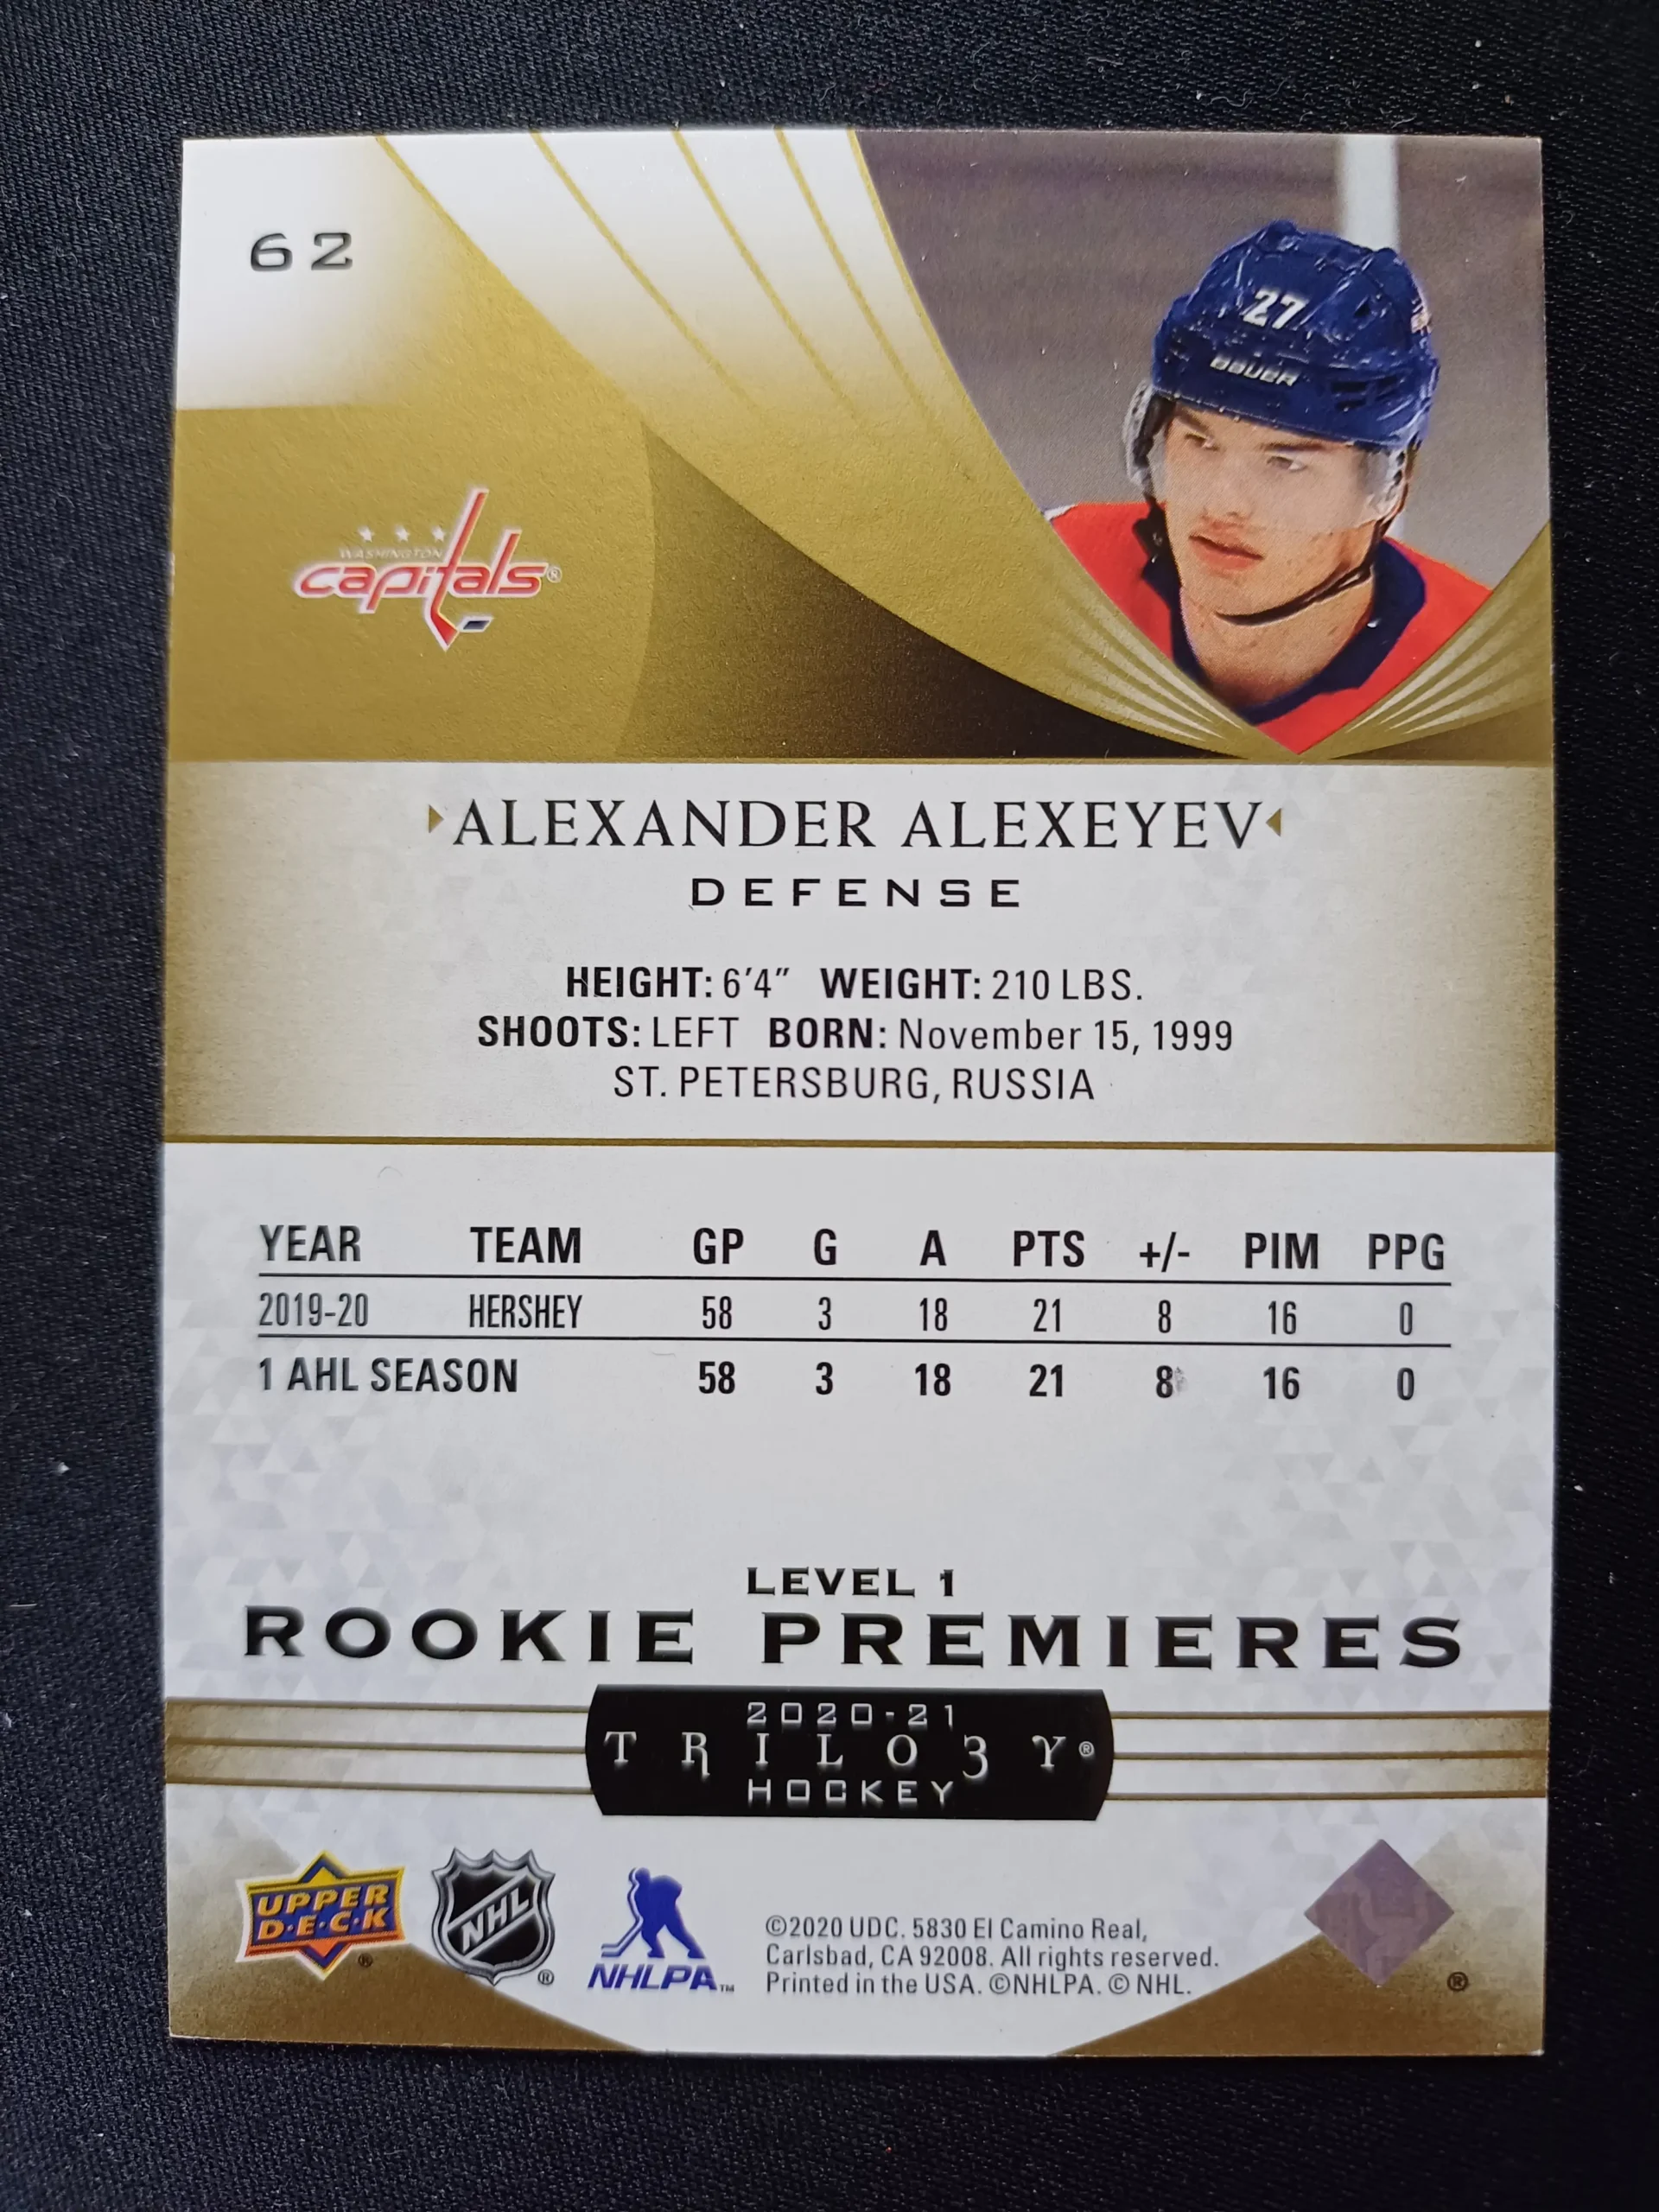 62
27
BAUER
WASHINGTON
capitals®
ALEXANDER ALEXEYEV
DEFENSE
HEIGHT: 6'4" WEIGHT: 210 LBS.
SHOOTS: LEFT BORN: November 15, 1999
ST. PETERSBURG, RUSSIA
YEAR TEAM GP G A PTS +/- PIM PPG
2019-20 HERSHEY 58 3 18 21 8 16 0
1 AHL SEASON 58 3 18 21 8 16 0
LEVEL 1
ROOKIE PREMIERES
2020-21
TRILO3Y®
HOCKEY
UPPER
D•E•C•K
®
NHL
®
NHLPA™
©2020 UDC. 5830 El Camino Real,
Carlsbad, CA 92008. All rights reserved.
Printed in the USA. ©NHLPA. © NHL.
®